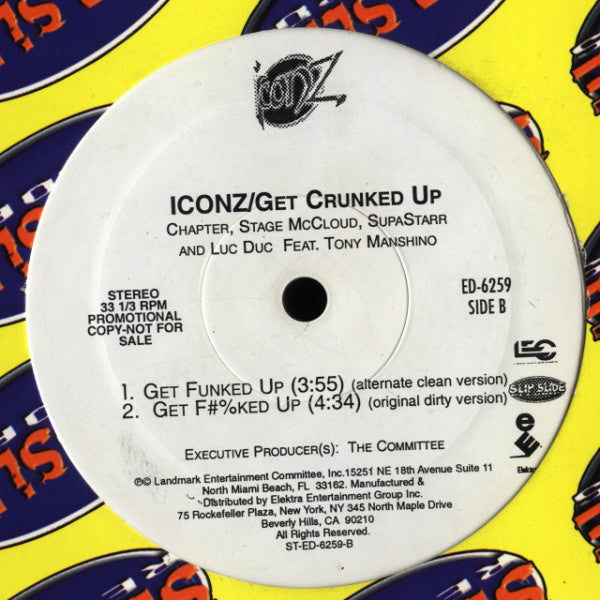 ICONZ
ICONZ/GET CRUNKED UP
CHAPTER, STAGE MCCLOUD, SUPASTARR
AND LUC DUC FEAT. TONY MANSHINO
STEREO
33 1/3 RPM
PROMOTIONAL
COPY-NOT FOR
SALE
ED-6259
SIDE B
LEC
SLIP SLIDE
1. GET FUNKED UP (3:55) (alternate clean version)
2. GET F#%KED UP (4:34) (original dirty version)
EXECUTIVE PRODUCER(S): THE COMMITTEE
℗© Landmark Entertainment Committee, Inc.15251 NE 18th Avenue Suite 11
North Miami Beach, FL 33162. Manufactured &
Distributed by Elektra Entertainment Group Inc.
75 Rockefeller Plaza, New York, NY 345 North Maple Drive
Beverly Hills, CA 90210
All Rights Reserved.
ST-ED-6259-B